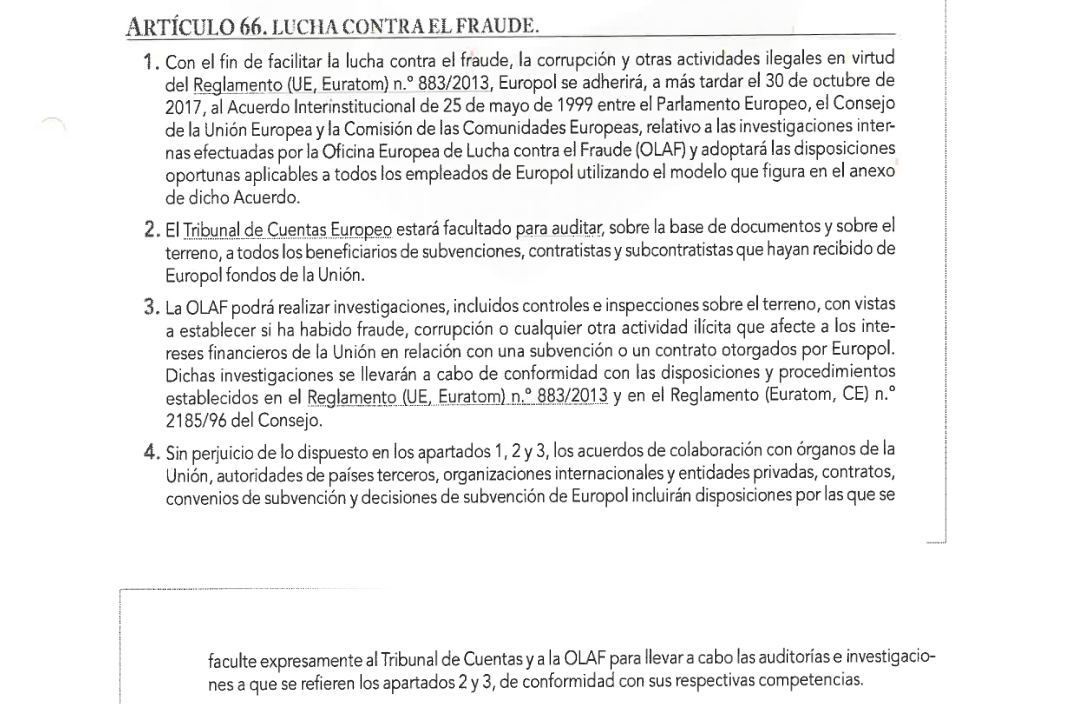 ARTÍCULO 66. LUCHA CONTRA EL FRAUDE.
1. Con el fin de facilitar la lucha contra el fraude, la corrupción y otras actividades ilegales en virtud
del Reglamento (UE, Euratom) n.º 883/2013, Europol se adherirá, a más tardar el 30 de octubre de
2017, al Acuerdo Interinstitucional de 25 de mayo de 1999 entre el Parlamento Europeo, el Consejo
de la Unión Europea y la Comisión de las Comunidades Europeas, relativo a las investigaciones inter-
nas efectuadas por la Oficina Europea de Lucha contra el Fraude (OLAF) y adoptará las disposiciones
oportunas aplicables a todos los empleados de Europol utilizando el modelo que figura en el anexo
de dicho Acuerdo.
2. El Tribunal de Cuentas Europeo estará facultado para auditar, sobre la base de documentos y sobre el
terreno, a todos los beneficiarios de subvenciones, contratistas y subcontratistas que hayan recibido de
Europol fondos de la Unión.
3. La OLAF podrá realizar investigaciones, incluidos controles e inspecciones sobre el terreno, con vistas
a establecer si ha habido fraude, corrupción o cualquier otra actividad ilícita que afecte a los inte-
reses financieros de la Unión en relación con una subvención o un contrato otorgados por Europol.
Dichas investigaciones se llevarán a cabo de conformidad con las disposiciones y procedimientos
establecidos en el Reglamento (UE, Euratom) n.º 883/2013 y en el Reglamento (Euratom, CE) n.º
2185/96 del Consejo.
4. Sin perjuicio de lo dispuesto en los apartados 1, 2 y 3, los acuerdos de colaboración con órganos de la
Unión, autoridades de países terceros, organizaciones internacionales y entidades privadas, contratos,
convenios de subvención y decisiones de subvención de Europol incluirán disposiciones por las que se
faculte expresamente al Tribunal de Cuentas y a la OLAF para llevar a cabo las auditorías e investigacio-
nes a que se refieren los apartados 2 y 3, de conformidad con sus respectivas competencias.